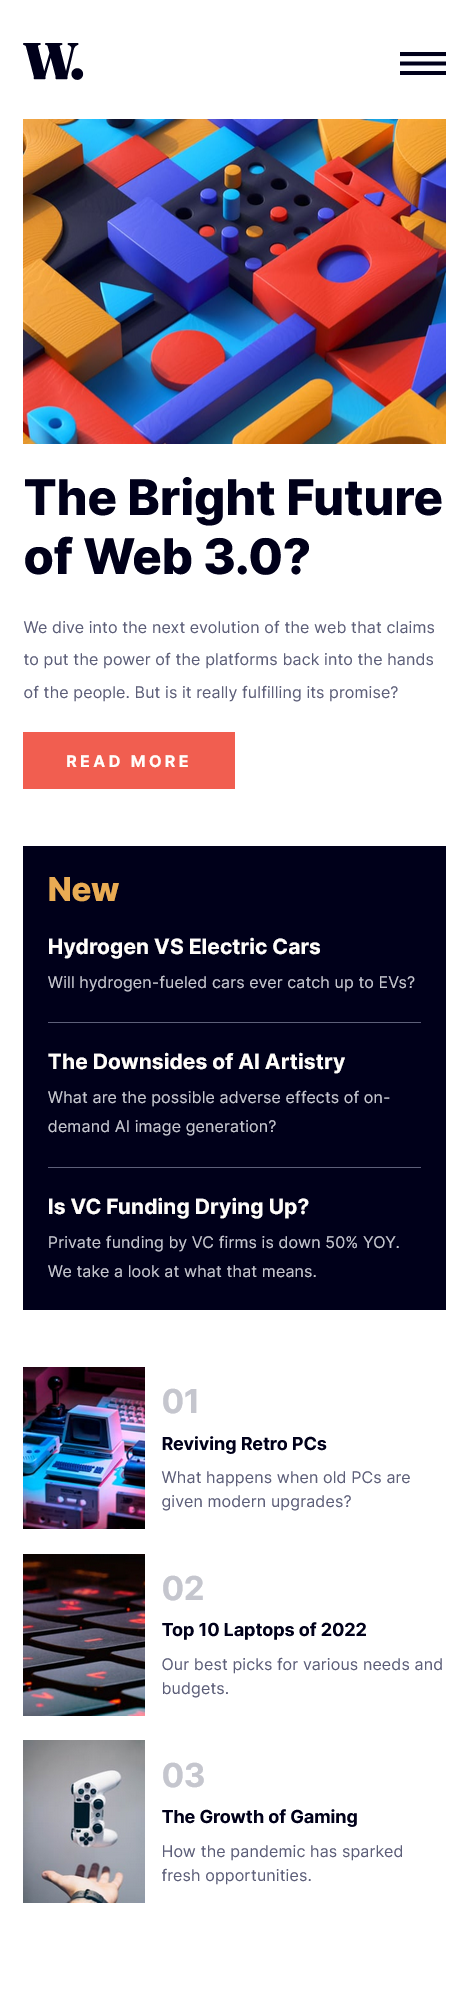 W.
The Bright Future
of Web 3.0?
We dive into the next evolution of the web that claims
to put the power of the platforms back into the hands
of the people. But is it really fulfilling its promise?
READ MORE
New
Hydrogen VS Electric Cars
Will hydrogen-fueled cars ever catch up to EVs?
The Downsides of AI Artistry
What are the possible adverse effects of on-
demand AI image generation?
Is VC Funding Drying Up?
Private funding by VC firms is down 50% YOY.
We take a look at what that means.
01
Reviving Retro PCs
What happens when old PCs are
given modern upgrades?
02
Top 10 Laptops of 2022
Our best picks for various needs and
budgets.
03
The Growth of Gaming
How the pandemic has sparked
fresh opportunities.